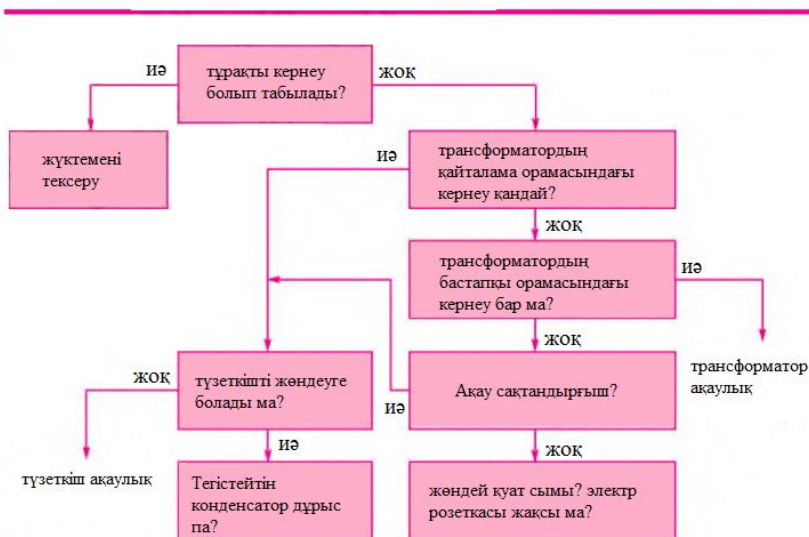 иә
тұрақты кернеу
болып табылады?
жоқ
жүктемені
тексеру
иә
трансформатордың
қайталама орамасындағы
кернеу қандай?
жоқ
трансформатордың
бастапқы орамасындағы
кернеу бар ма?
иә
жоқ
трансформатор
ақаулық
жоқ
түзеткішті жөндеуге
болады ма?
иә
Ақау сақтандырғыш?
иә
жоқ
түзеткіш ақаулық
Тегістейтін
конденсатор дұрыс
па?
жөндей қуат сымы? электр
розеткасы жақсы ма?